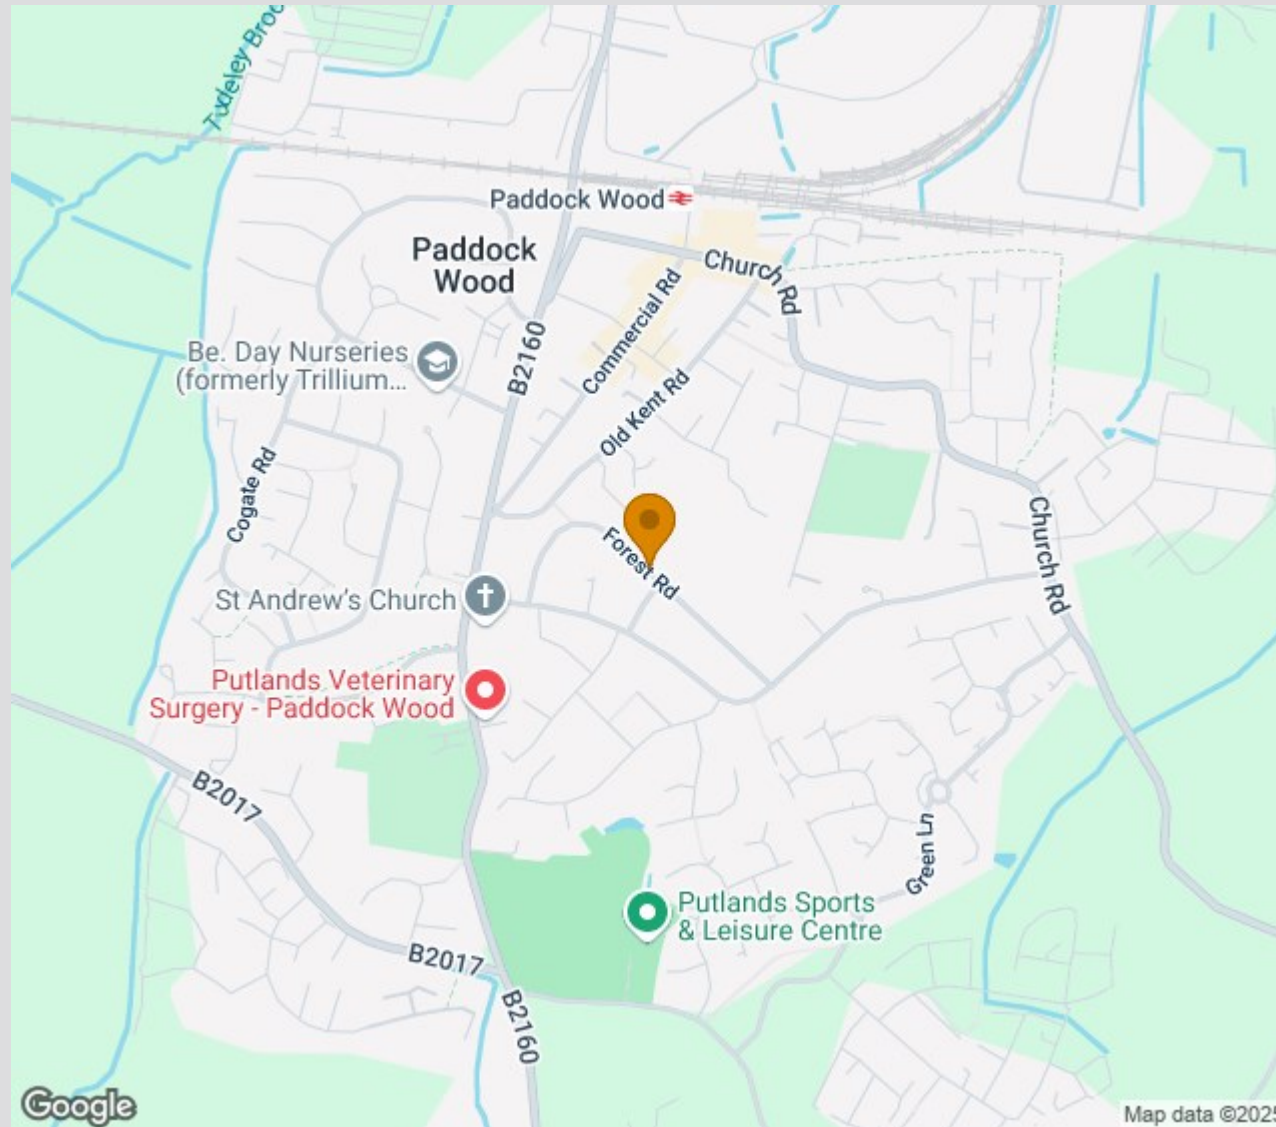 Tudeley Brook
Paddock Wood
Paddock
Wood
Church Rd
Commercial Rd
B2160
Be. Day Nurseries
(formerly Trillium...
Old Kent Rd
Cogate Rd
Church Rd
Forest Rd
St Andrew's Church
Putlands Veterinary
Surgery - Paddock Wood
B2017
Green Ln
Putlands Sports
& Leisure Centre
B2017
B2160
Google
Map data ©2025